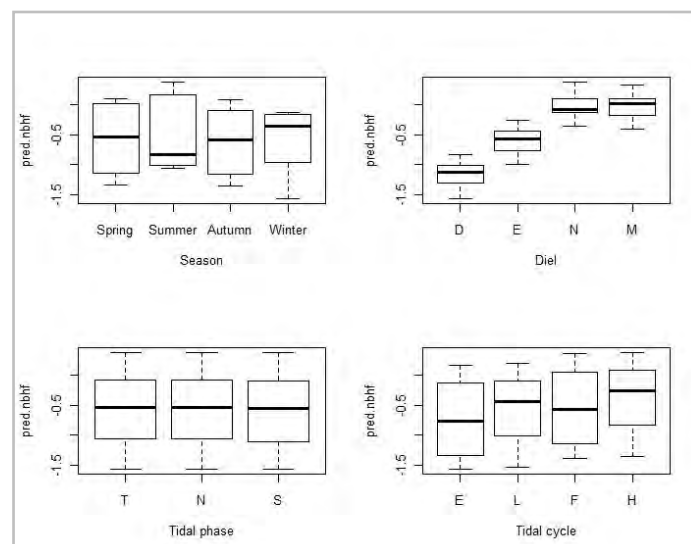 pred.nbhf
-0.5
-1.5
Spring Summer Autumn Winter
Season
pred.nbhf
-0.5
-1.5
D E N M
Diel
pred.nbhf
-0.5
-1.5
T N S
Tidal phase
pred.nbhf
-0.5
-1.5
E L F H
Tidal cycle